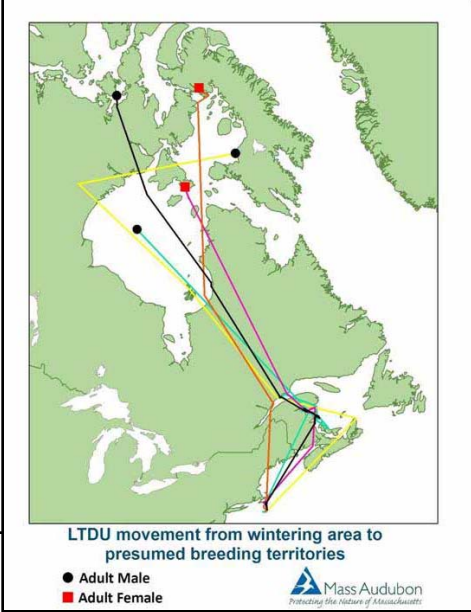 LTDU movement from wintering area to
presumed breeding territories
Adult Male
Adult Female
Mass Audubon
Protecting the Nature of Massachusetts